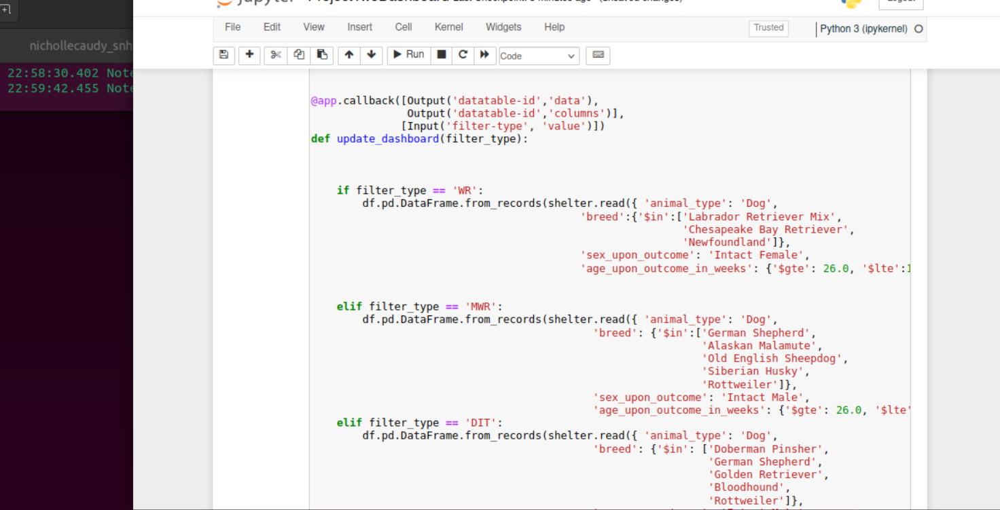 File Edit View Insert Cell Kernel Widgets Help Trusted Python 3 (ipykernel)
Run Code
nichollecaudy_snh
22:58:30.402 Note
22:59:42.455 Note
@app.callback([Output('datatable-id','data'),
Output('datatable-id','columns')],
[Input('filter-type', 'value')])
def update_dashboard(filter_type):
if filter_type == 'WR':
df.pd.DataFrame.from_records(shelter.read({ 'animal_type': 'Dog',
'breed':{'$in':['Labrador Retriever Mix',
'Chesapeake Bay Retriever',
'Newfoundland']},
'sex_upon_outcome': 'Intact Female',
'age_upon_outcome_in_weeks': {'$gte': 26.0, '$lte':1
elif filter_type == 'MWR':
df.pd.DataFrame.from_records(shelter.read({ 'animal_type': 'Dog',
'breed': {'$in':['German Shepherd',
'Alaskan Malamute',
'Old English Sheepdog',
'Siberian Husky',
'Rottweiler']},
'sex_upon_outcome': 'Intact Male',
'age_upon_outcome_in_weeks': {'$gte': 26.0, '$lte'
elif filter_type == 'DIT':
df.pd.DataFrame.from_records(shelter.read({ 'animal_type': 'Dog',
'breed': {'$in': ['Doberman Pinsher',
'German Shepherd',
'Golden Retriever',
'Bloodhound',
'Rottweiler']},